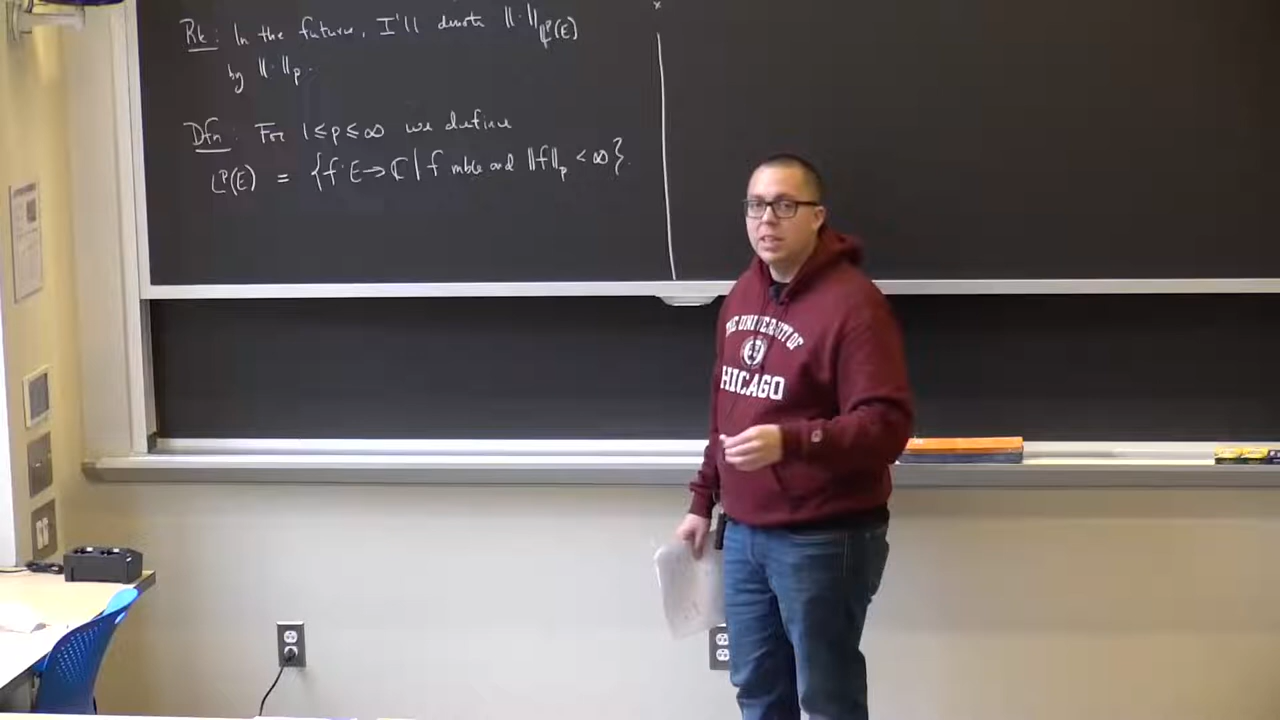 Rk: In the future, I'll denote ‖·‖_{L^p(E)}
by ‖·‖_p.
Dfn: For 1≤p≤∞ we define
L^p(E) = {f: E→ℂ | f mble and ‖f‖_p < ∞}.
THE UNIVERSITY OF
CHICAGO